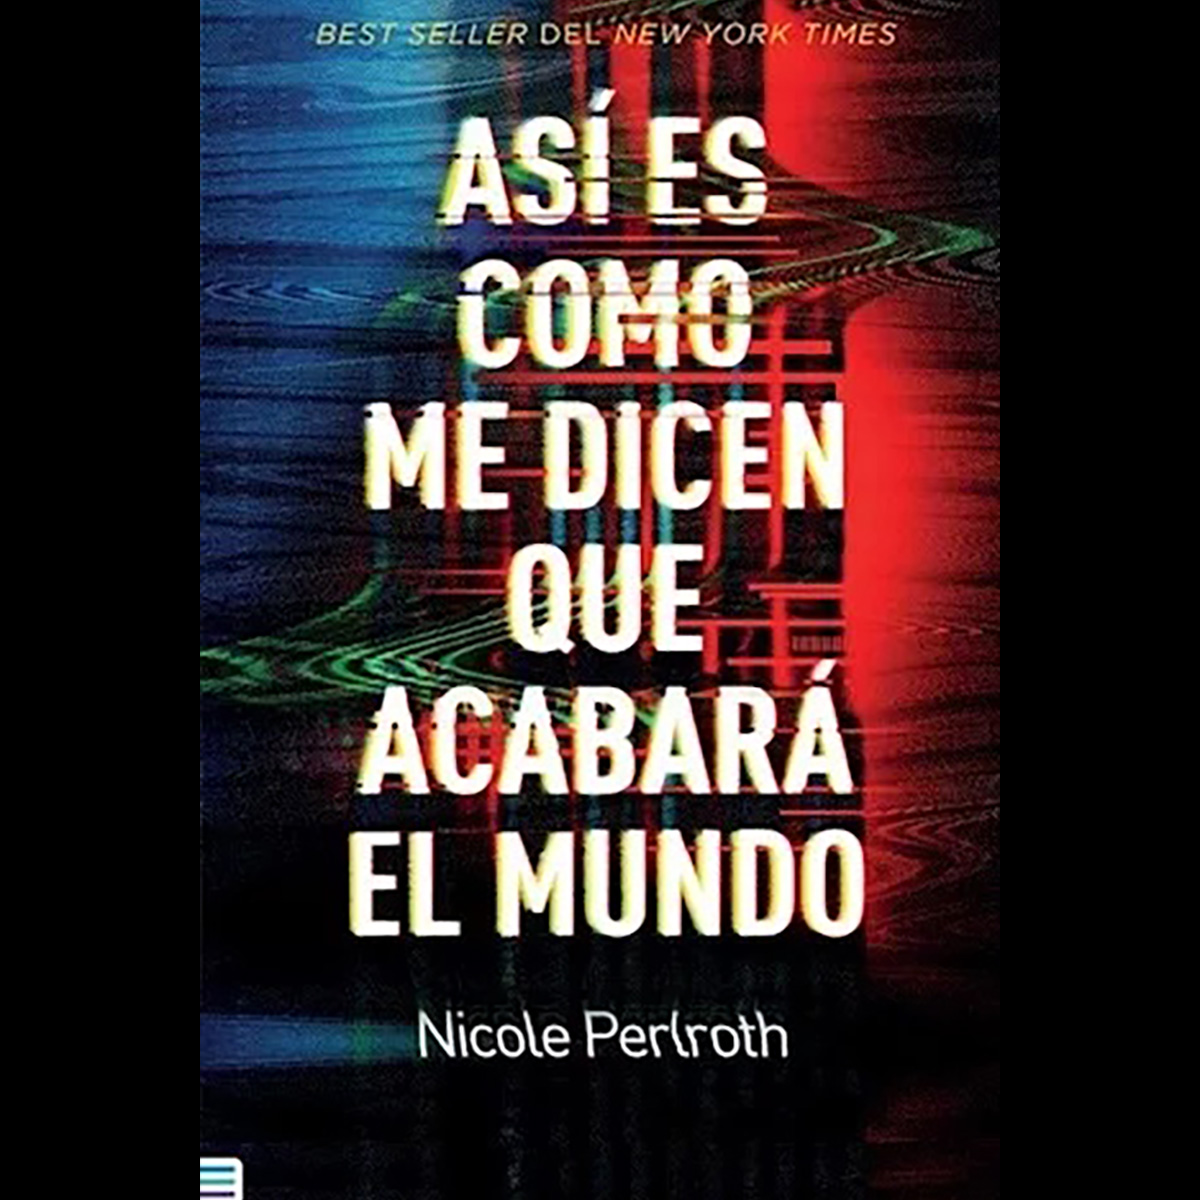 BEST SELLER DEL NEW YORK TIMES
ASÍ ES
COMO
ME DICEN
QUE
ACABARÁ
EL MUNDO
Nicole Perlroth